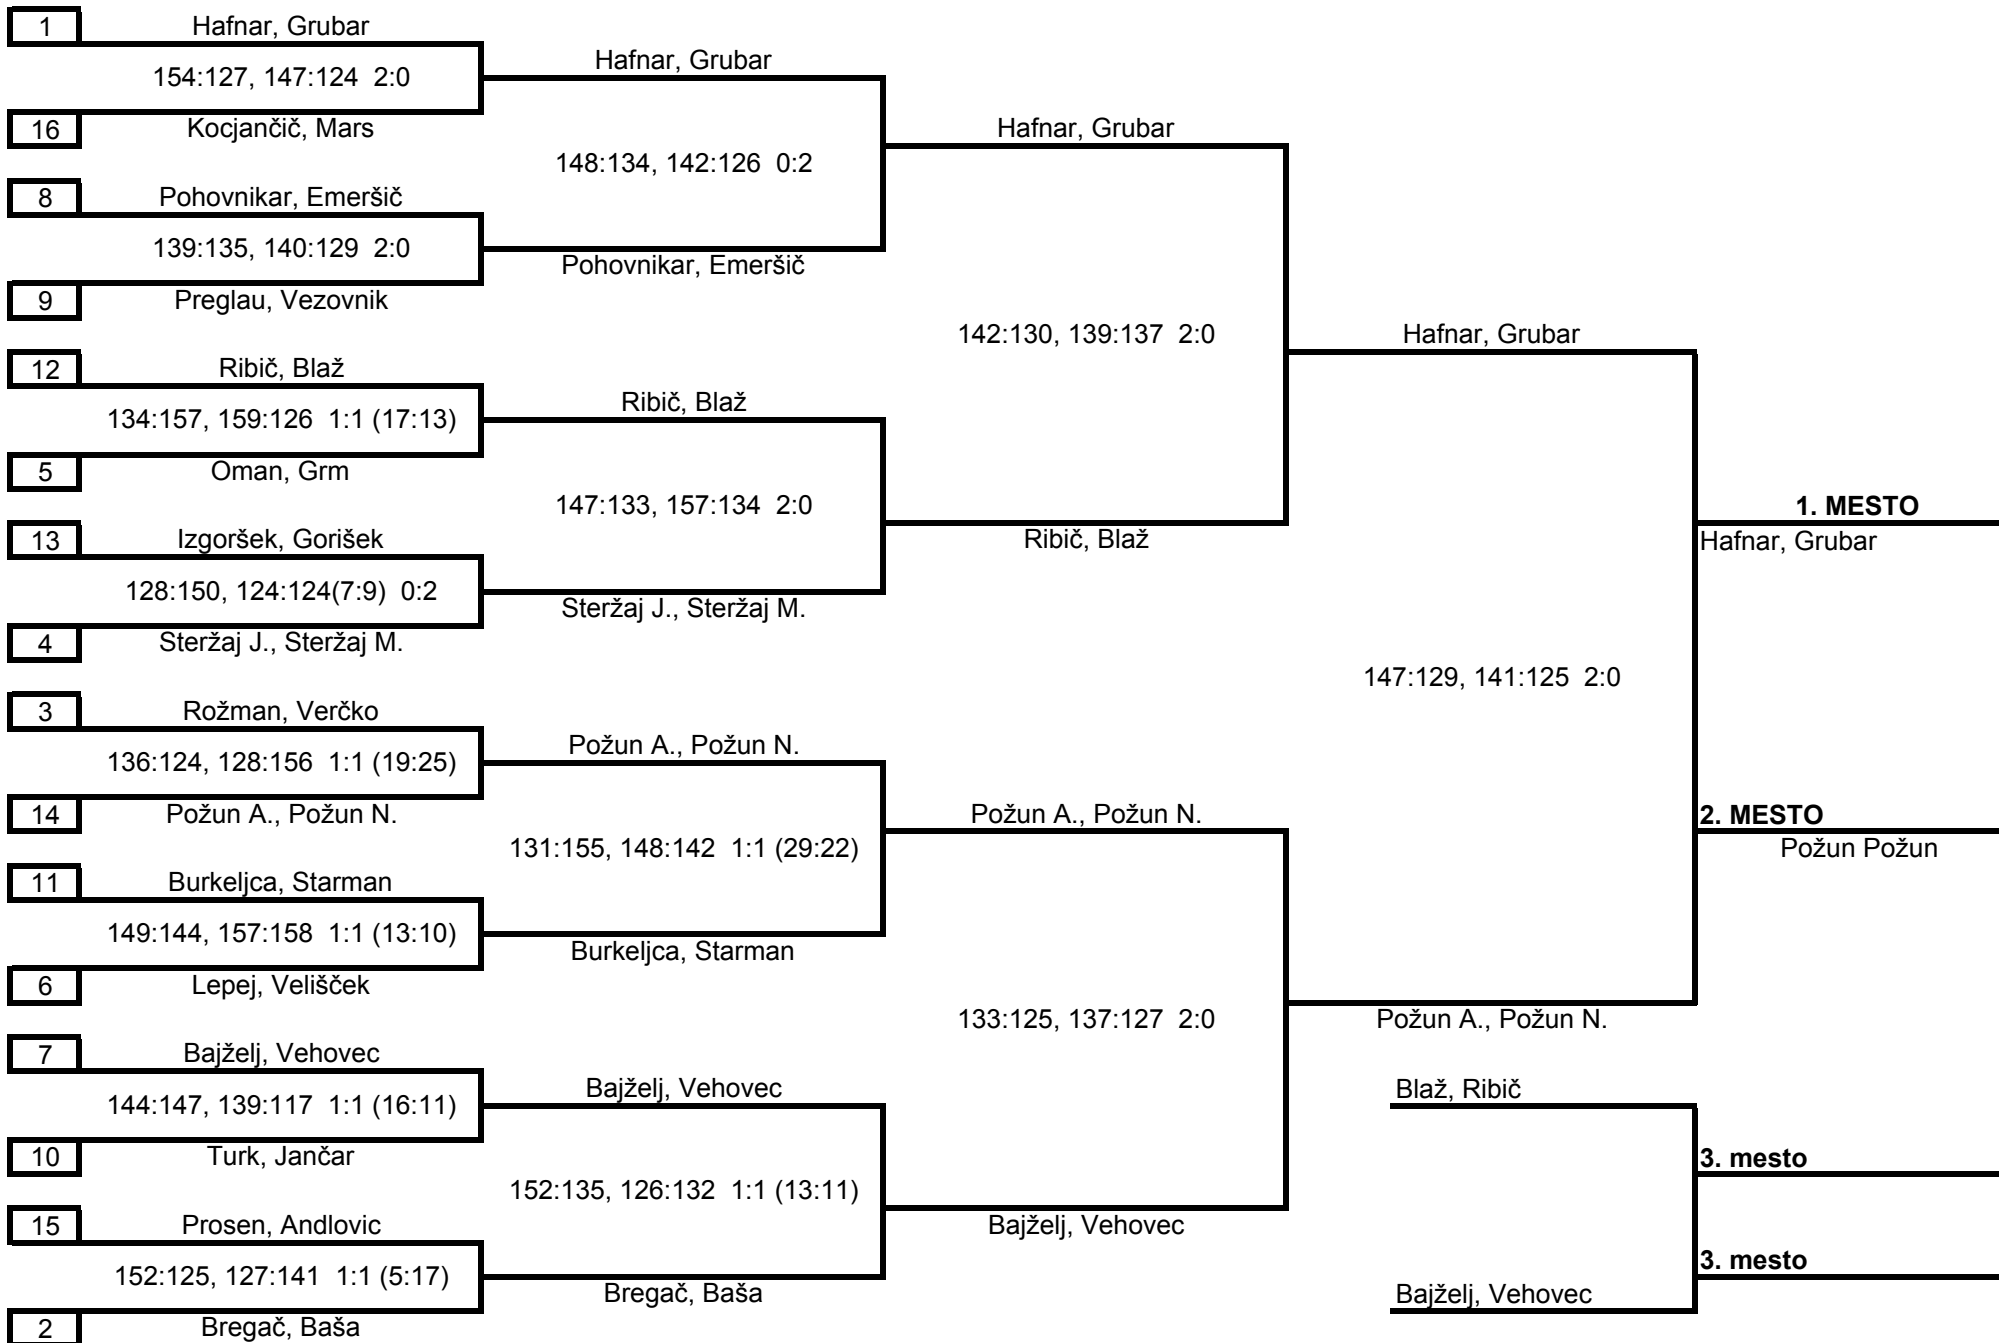 1 Hafnar, Grubar
154:127, 147:124 2:0
16 Kocjančič, Mars
8 Pohovnikar, Emeršič
139:135, 140:129 2:0
9 Preglau, Vezovnik
12 Ribič, Blaž
134:157, 159:126 1:1 (17:13)
5 Oman, Grm
13 Izgoršek, Gorišek
128:150, 124:124(7:9) 0:2
4 Steržaj J., Steržaj M.
3 Rožman, Verčko
136:124, 128:156 1:1 (19:25)
14 Požun A., Požun N.
11 Burkeljca, Starman
149:144, 157:158 1:1 (13:10)
6 Lepej, Velišček
7 Bajželj, Vehovec
144:147, 139:117 1:1 (16:11)
10 Turk, Jančar
15 Prosen, Andlovic
152:125, 127:141 1:1 (5:17)
2 Bregač, Baša
Hafnar, Grubar
148:134, 142:126 0:2
Pohovnikar, Emeršič
Ribič, Blaž
147:133, 157:134 2:0
Steržaj J., Steržaj M.
Požun A., Požun N.
131:155, 148:142 1:1 (29:22)
Burkeljca, Starman
Bajželj, Vehovec
152:135, 126:132 1:1 (13:11)
Bregač, Baša
Hafnar, Grubar
142:130, 139:137 2:0
Ribič, Blaž
Požun A., Požun N.
133:125, 137:127 2:0
Bajželj, Vehovec
Hafnar, Grubar
147:129, 141:125 2:0
Požun A., Požun N.
Blaž, Ribič
Bajželj, Vehovec
1. MESTO
Hafnar, Grubar
2. MESTO
Požun Požun
3. mesto
3. mesto